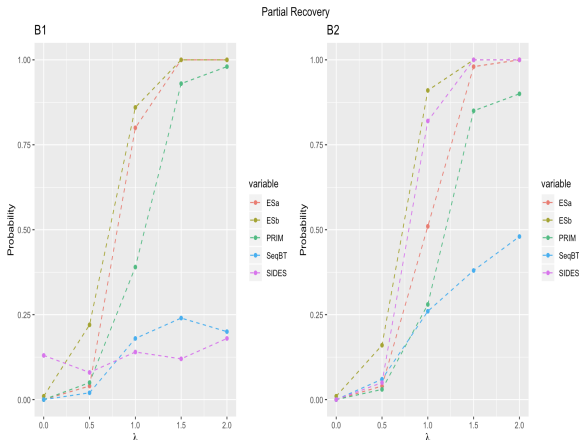 Partial Recovery
B1
1.00
0.75
0.50
0.25
0.00
Probability
0.0 0.5 1.0 1.5 2.0
λ
variable
ESa
ESb
PRIM
SeqBT
SIDES
B2
1.00
0.75
0.50
0.25
0.00
Probability
0.0 0.5 1.0 1.5 2.0
λ
variable
ESa
ESb
PRIM
SeqBT
SIDES